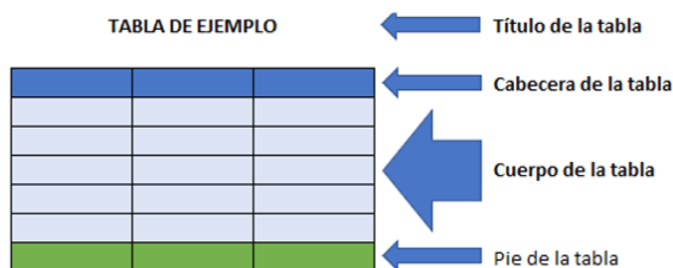 TABLA DE EJEMPLO
Título de la tabla
Cabecera de la tabla
Cuerpo de la tabla
Pie de la tabla